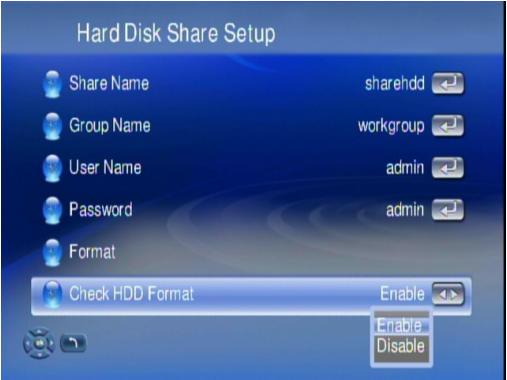 Hard Disk Share Setup
Share Name sharehdd
Group Name workgroup
User Name admin
Password admin
Format
Check HDD Format Enable
Enable
Disable